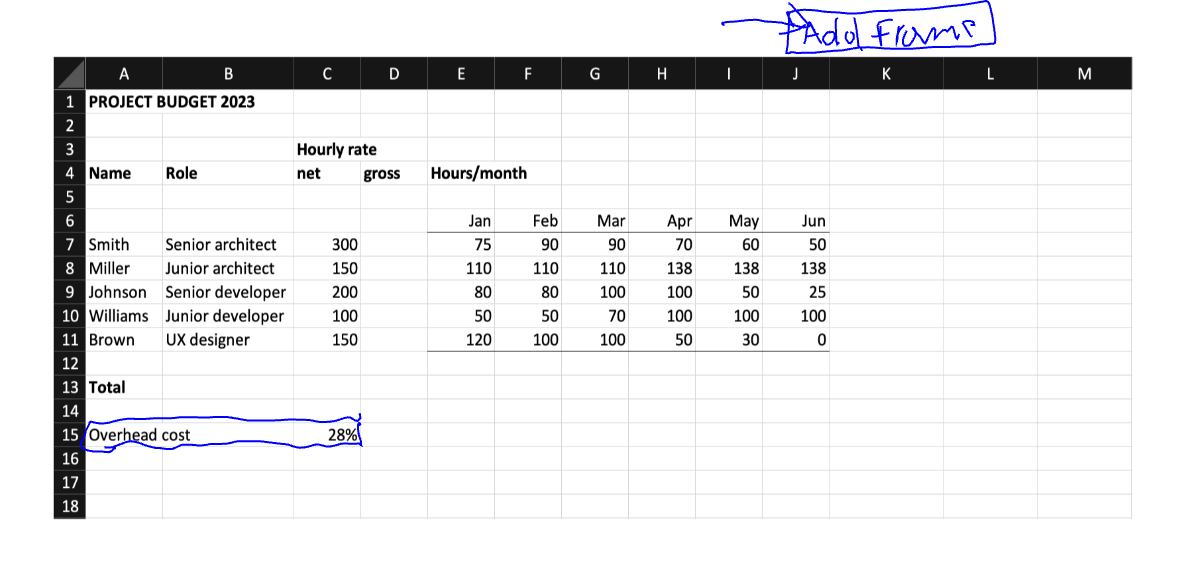 Add Frame
A B C D E F G H I J K L M
1 PROJECT BUDGET 2023
2
3 Hourly rate
4 Name Role net gross Hours/month
5
6 Jan Feb Mar Apr May Jun
7 Smith Senior architect 300 75 90 90 70 60 50
8 Miller Junior architect 150 110 110 110 138 138 138
9 Johnson Senior developer 200 80 80 100 100 50 25
10 Williams Junior developer 100 50 50 70 100 100 100
11 Brown UX designer 150 120 100 100 50 30 0
12
13 Total
14
15 Overhead cost 28%
16
17
18